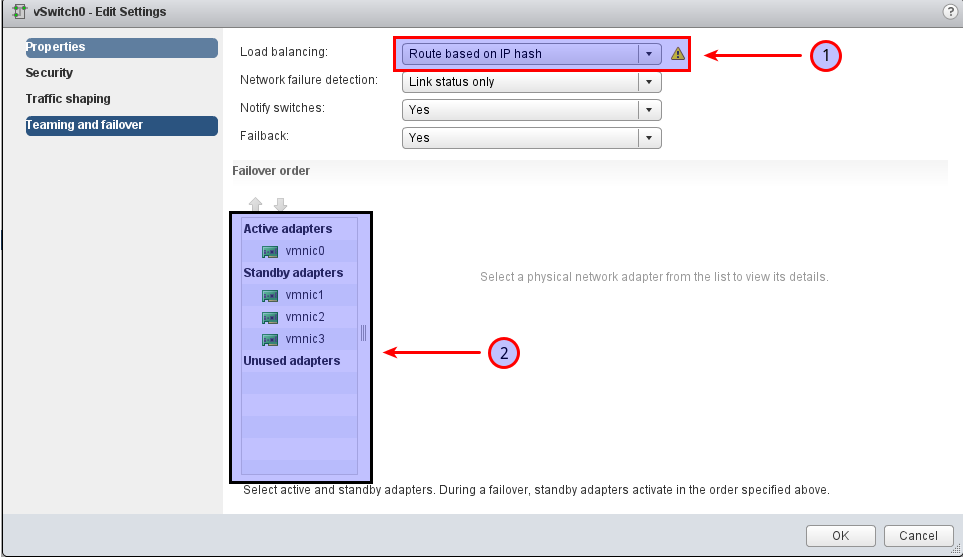 vSwitch0 - Edit Settings
?
Properties
Security
Traffic shaping
Teaming and failover
Load balancing: Route based on IP hash
1
Network failure detection: Link status only
Notify switches: Yes
Failback: Yes
Failover order
Active adapters
vmnic0
Standby adapters
vmnic1
vmnic2
vmnic3
Unused adapters
Select a physical network adapter from the list to view its details.
2
Select active and standby adapters. During a failover, standby adapters activate in the order specified above.
OK Cancel